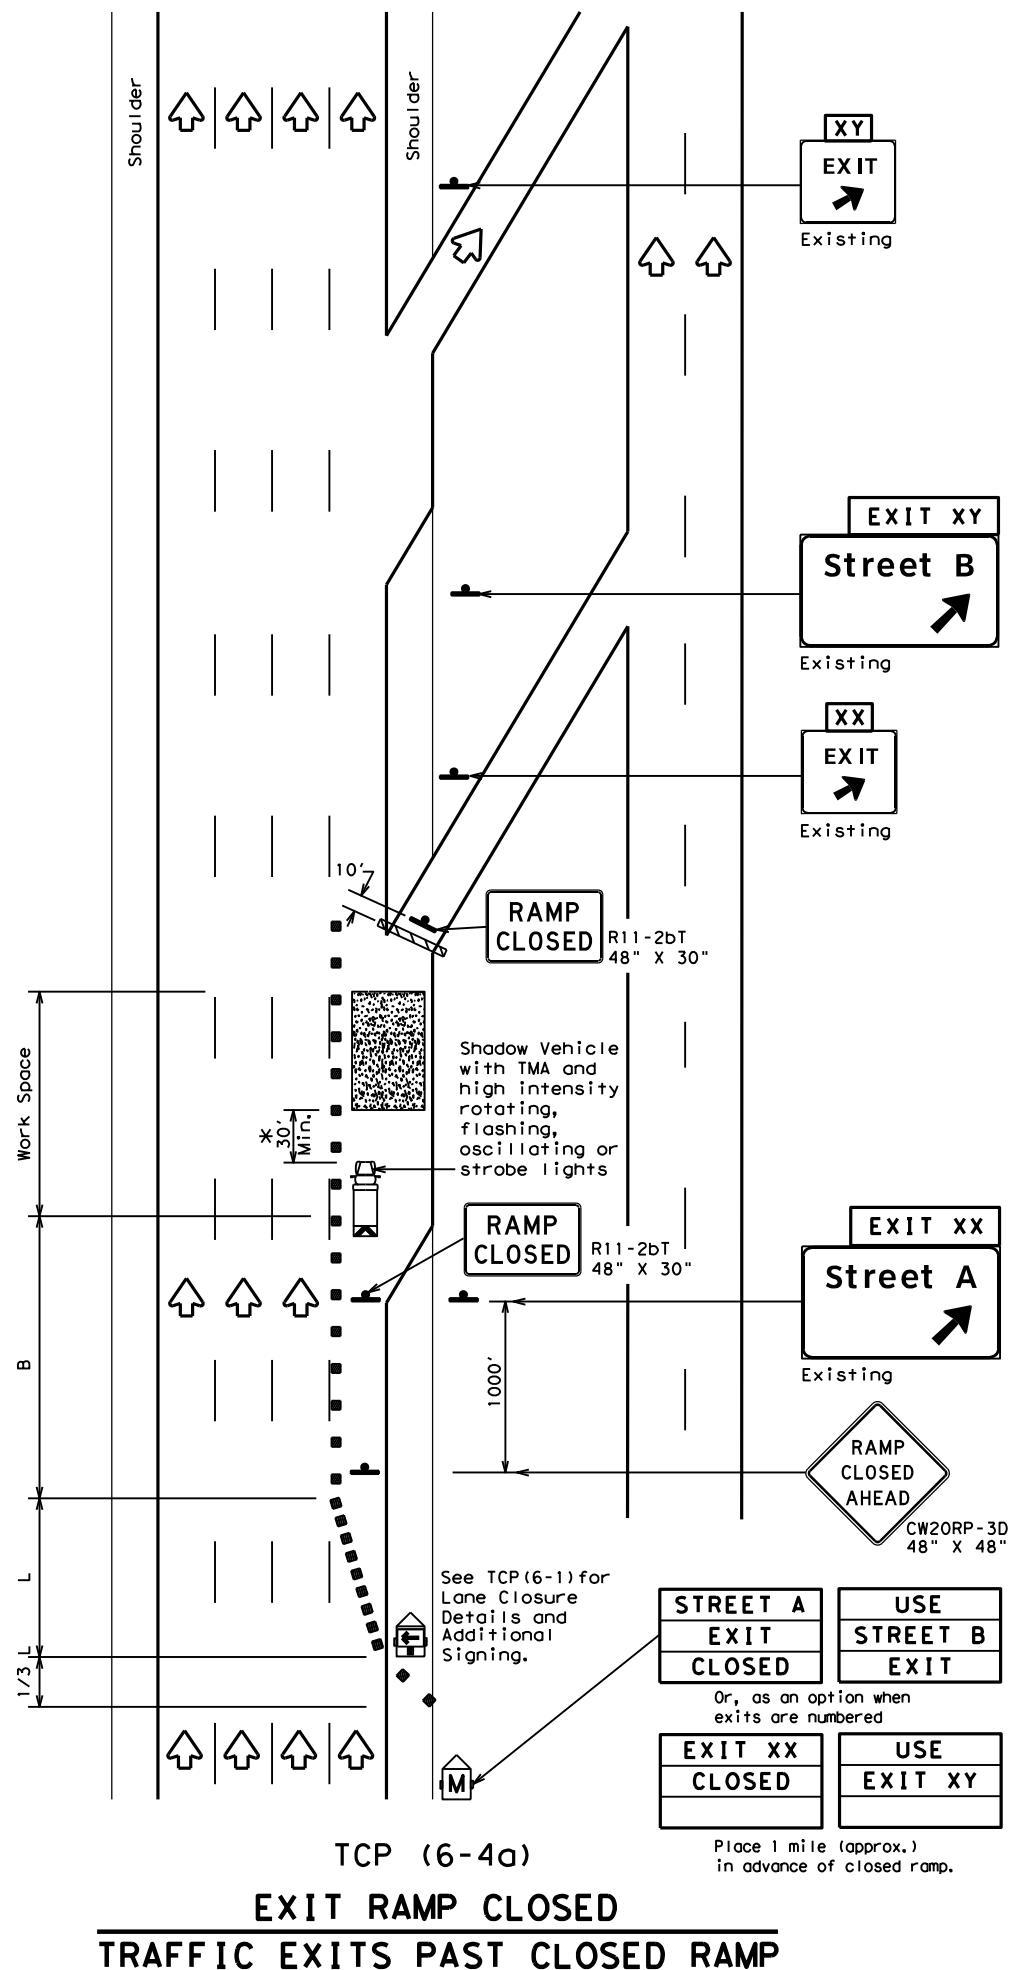 Shoulder
Shoulder
XY
EXIT
Existing
EXIT XY
Street B
Existing
XX
EXIT
Existing
10'
RAMP
CLOSED
R11-2bT
48" X 30"
Work Space
*
30'
Min.
Shadow Vehicle
with TMA and
high intensity
rotating,
flashing,
oscillating or
strobe lights
RAMP
CLOSED
R11-2bT
48" X 30"
EXIT XX
Street A
Existing
B
1000'
RAMP
CLOSED
AHEAD
CW20RP-3D
48" X 48"
L
1/3 L
See TCP(6-1)for
Lane Closure
Details and
Additional
Signing.
STREET A
EXIT
CLOSED
USE
STREET B
EXIT
Or, as an option when
exits are numbered
EXIT XX
CLOSED
USE
EXIT XY
M
Place 1 mile (approx.)
in advance of closed ramp.
TCP (6-4a)
EXIT RAMP CLOSED
TRAFFIC EXITS PAST CLOSED RAMP